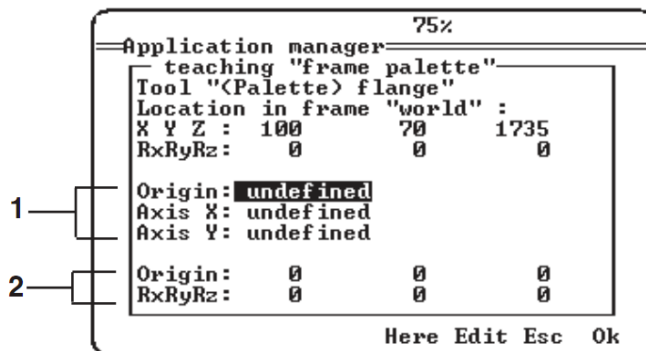 75%
Application manager
teaching "frame palette"
Tool "(Palette) flange"
Location in frame "world" :
X Y Z : 100 70 1735
RxRyRz: 0 0 0
1
Origin: undefined
Axis X: undefined
Axis Y: undefined
2
Origin: 0 0 0
RxRyRz: 0 0 0
Here Edit Esc Ok